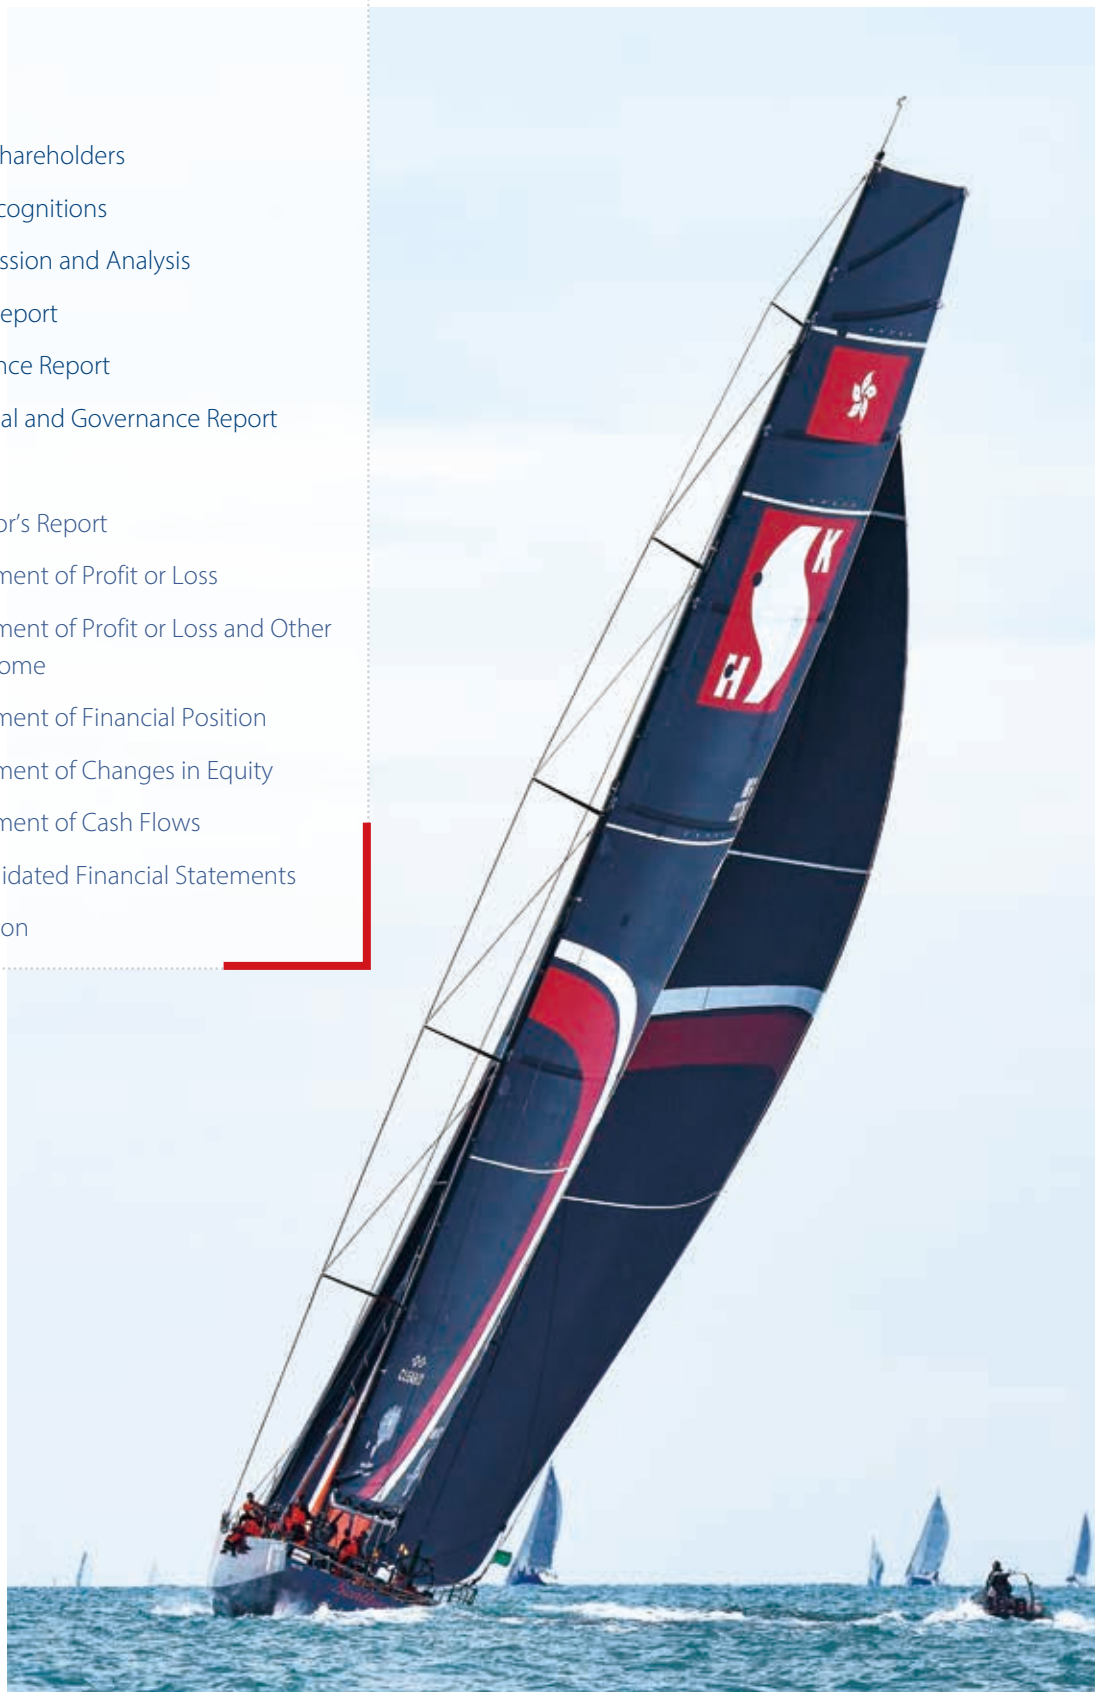 hareholders
cognitions
ssion and Analysis
eport
nce Report
al and Governance Report
or's Report
ment of Profit or Loss
ment of Profit or Loss and Other
ome
ment of Financial Position
ment of Changes in Equity
ment of Cash Flows
idated Financial Statements
on
K
H